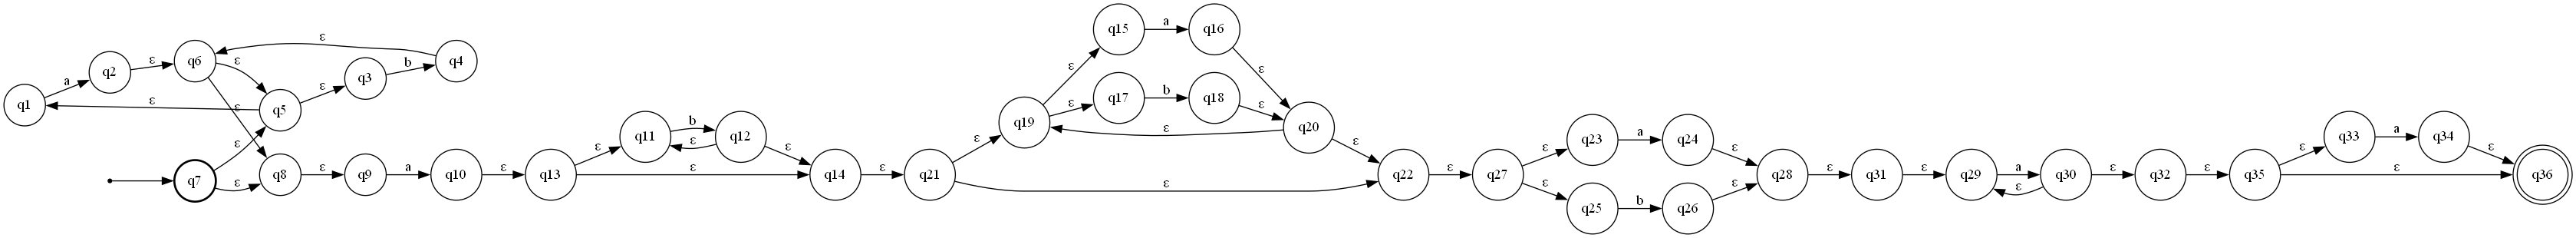 q15 a q16
ε q6 ε q4
q2 ε ε b
a q3 ε ε
q1 ε ε q5 q17 b q18
q19 ε ε q20
ε
b
q11 ε q12 q23 a q24 q33 a q34
ε ε ε ε ε ε ε ε ε ε
q7 ε q8 ε q9 a q10 ε q13 ε q14 ε q21 ε q22 ε q27 q28 ε q31 ε q29 a ε q30 ε q32 ε q35 ε q36
ε ε
q25 b q26